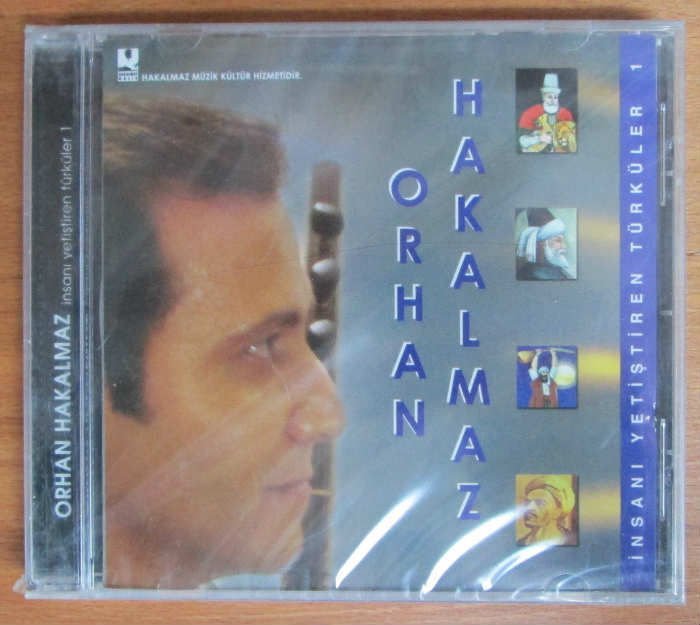 HAKALMAZ MÜZİK KÜLTÜR HİZMETİDİR.
ORHAN
HAKALMAZ
İNSANI YETİŞTİREN TÜRKÜLER 1
ORHAN HAKALMAZ insanı yetiştiren türküler 1